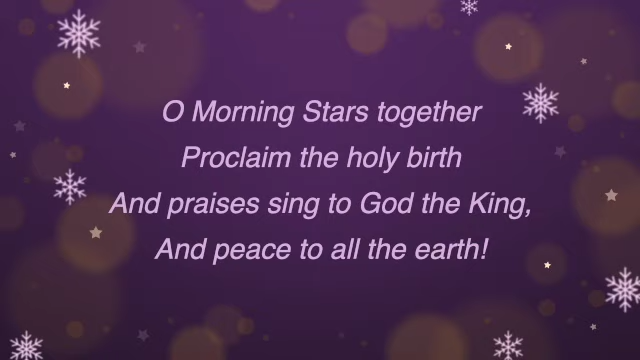 O Morning Stars together
Proclaim the holy birth
And praises sing to God the King,
And peace to all the earth!